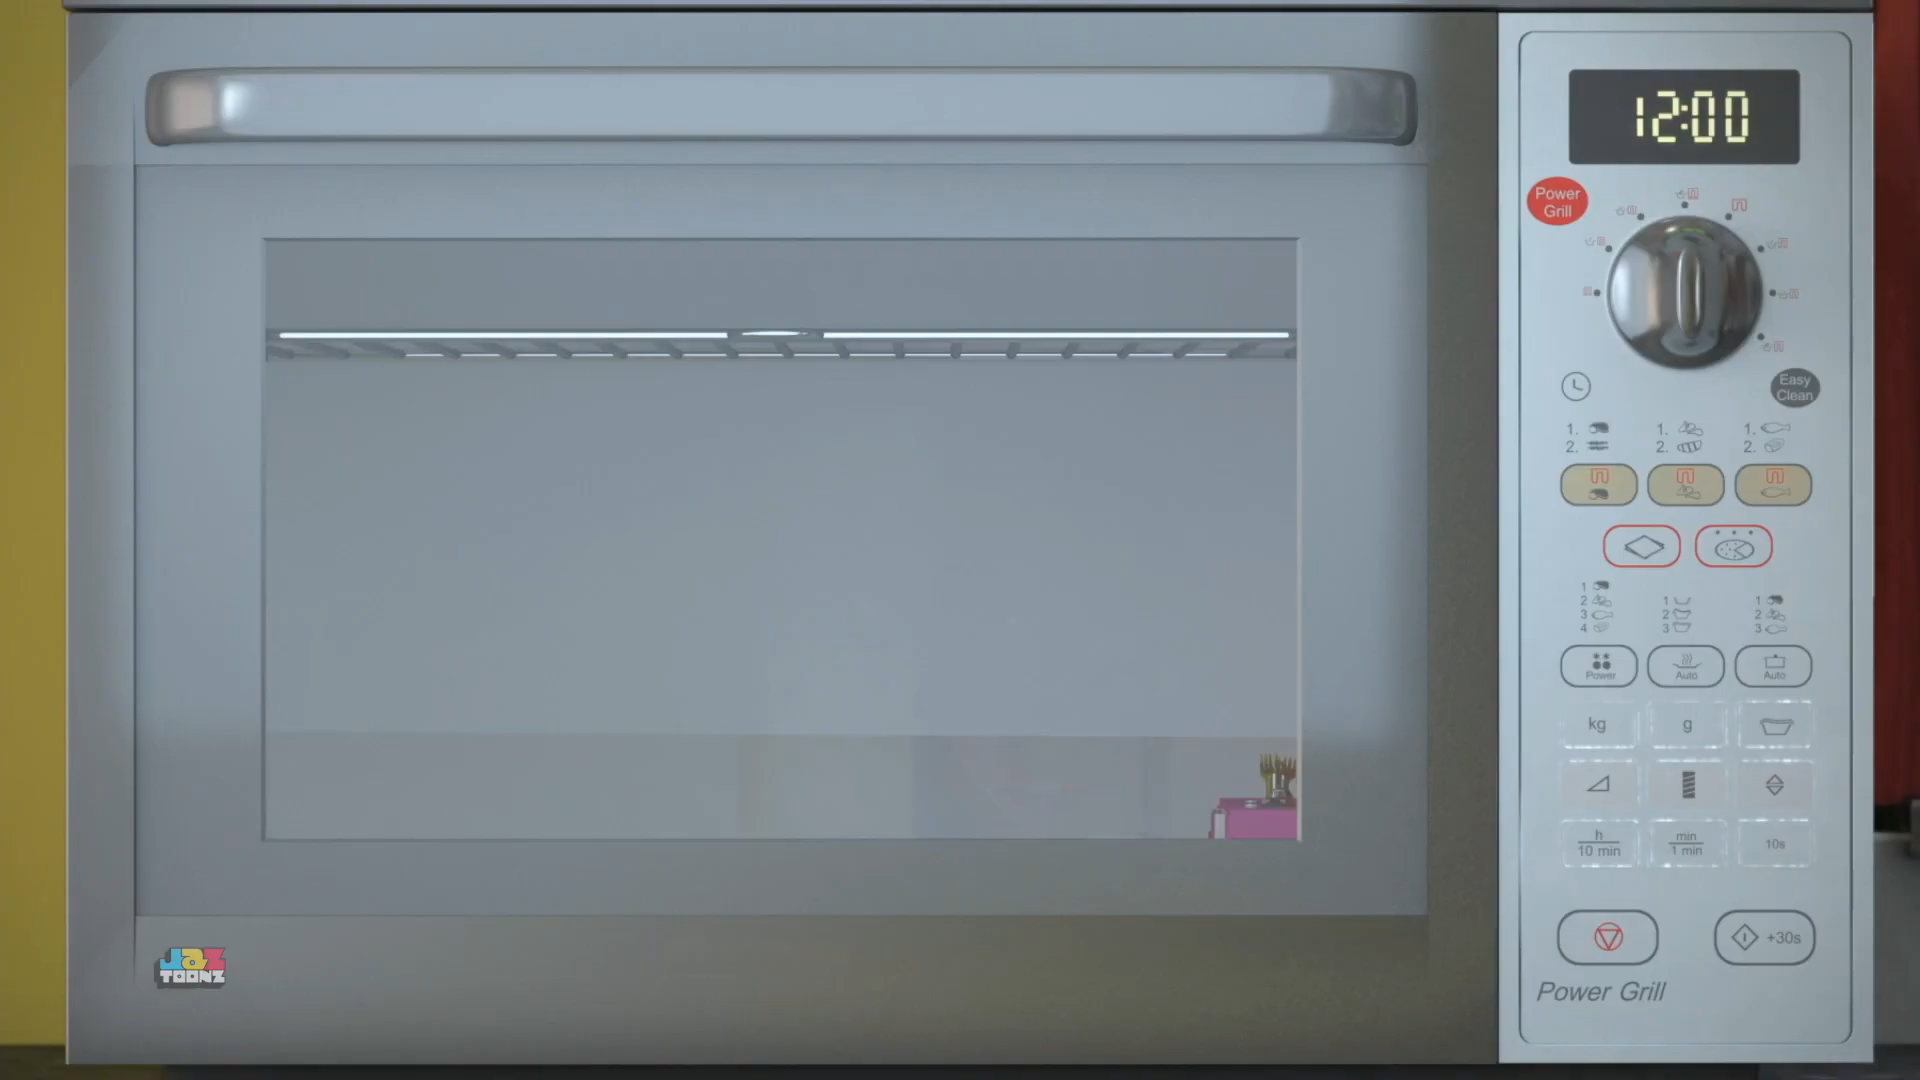 12:00
Power
Grill
Easy
Clean
1. 1. 1.
2. 2. 2.
1
2
3
4
1
2
3
1
2
3
Power Auto Auto
kg g
h
10 min
min
1 min
10s
+30s
Power Grill
JAZ
TOONZ